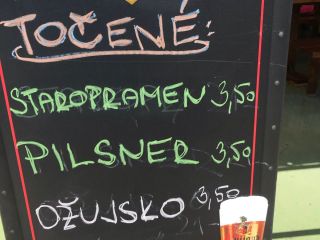 TOČENÉ:
STAROPRAMEN 3,50
PILSNER 3,50
OŽUJSKO 3,50